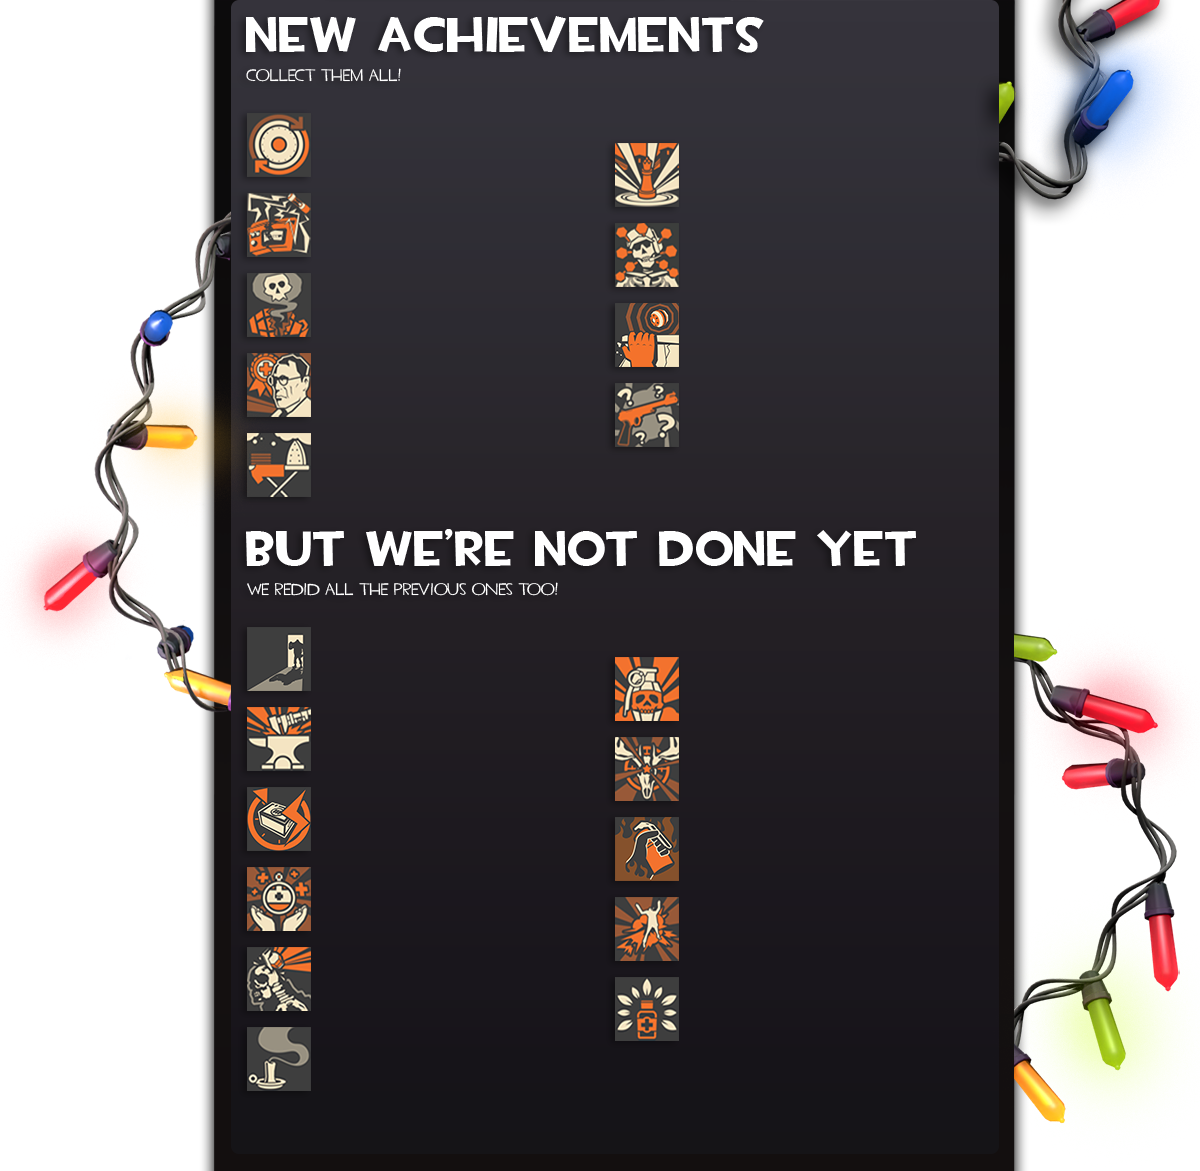 NEW ACHIEVEMENTS
COLLECT THEM ALL!
BUT WE'RE NOT DONE YET
WE REDID ALL THE PREVIOUS ONES TOO!